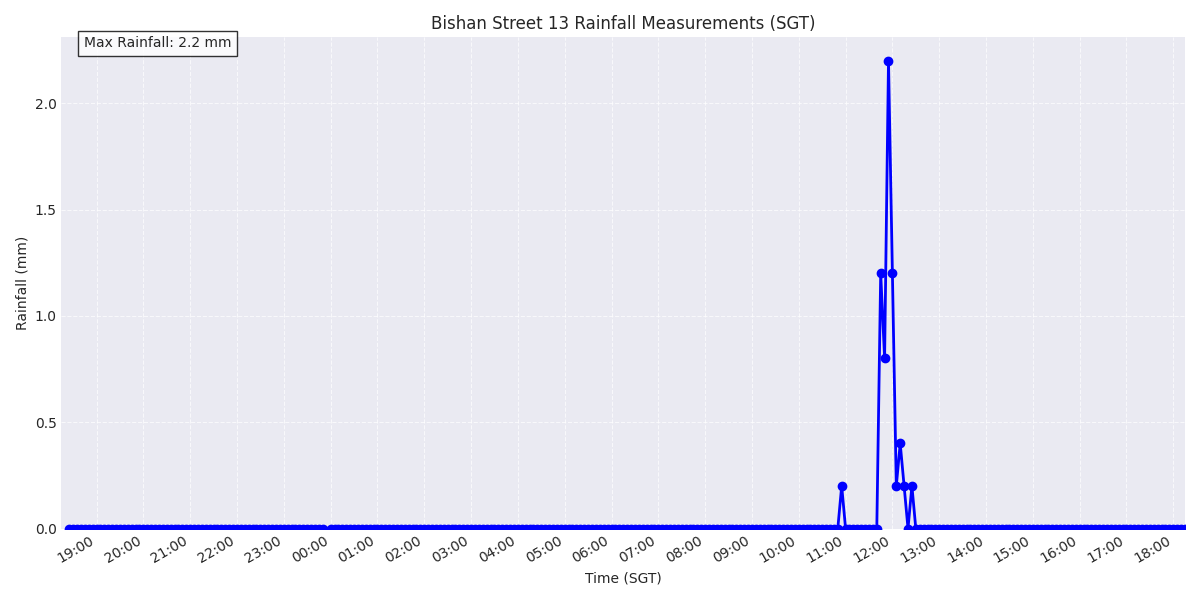 Bishan Street 13 Rainfall Measurements (SGT)
Max Rainfall: 2.2 mm
Rainfall (mm)
2.0
1.5
1.0
0.5
0.0
19:00 20:00 21:00 22:00 23:00 00:00 01:00 02:00 03:00 04:00 05:00 06:00 07:00 08:00 09:00 10:00 11:00 12:00 13:00 14:00 15:00 16:00 17:00 18:00
Time (SGT)